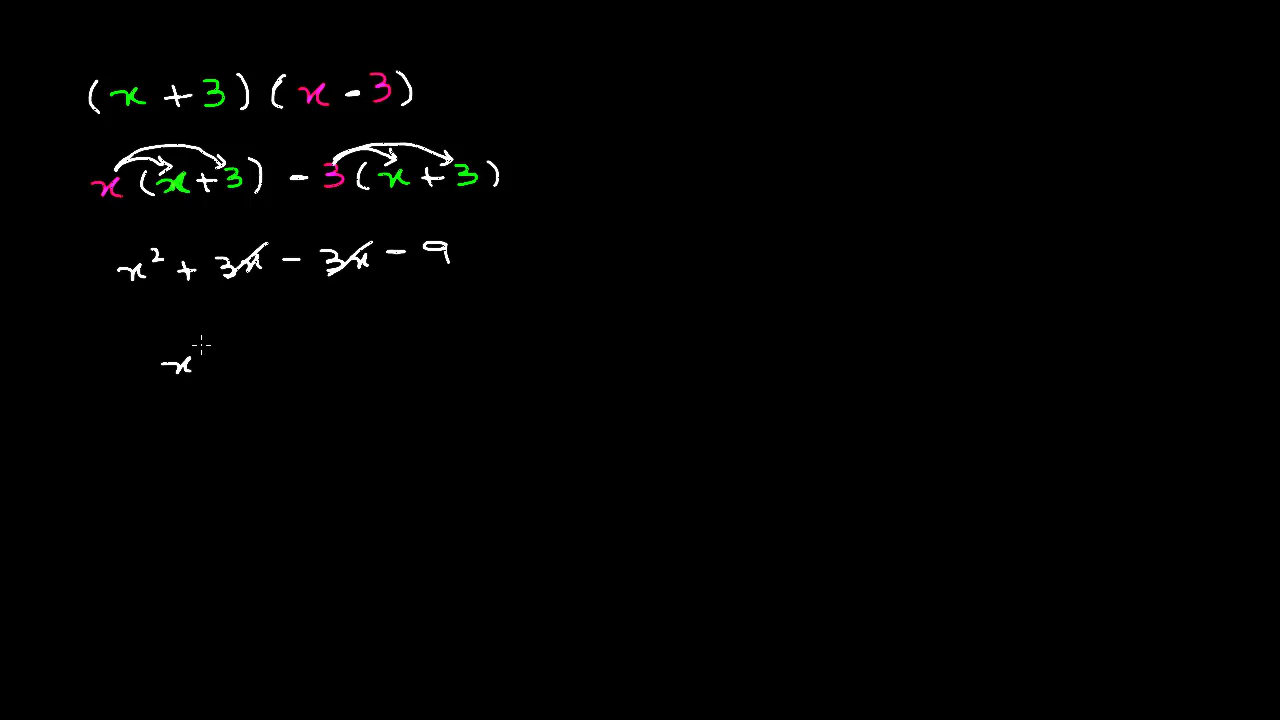 (x + 3)(x - 3)
x(x+3) - 3(x+3)
x² + 3x - 3x - 9
x